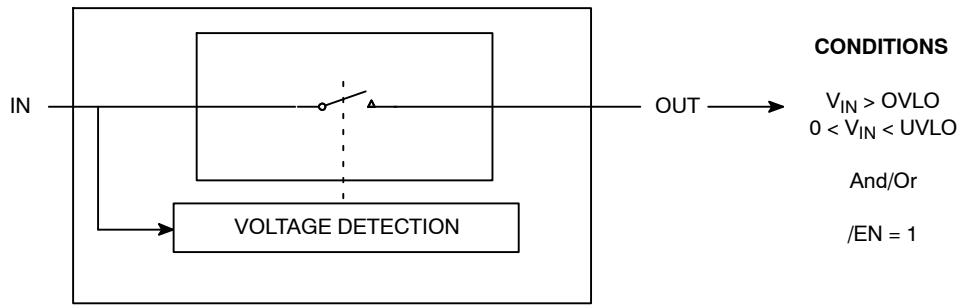 CONDITIONS
IN
OUT
V_IN > OVLO
0 < V_IN < UVLO
And/Or
VOLTAGE DETECTION
/EN = 1